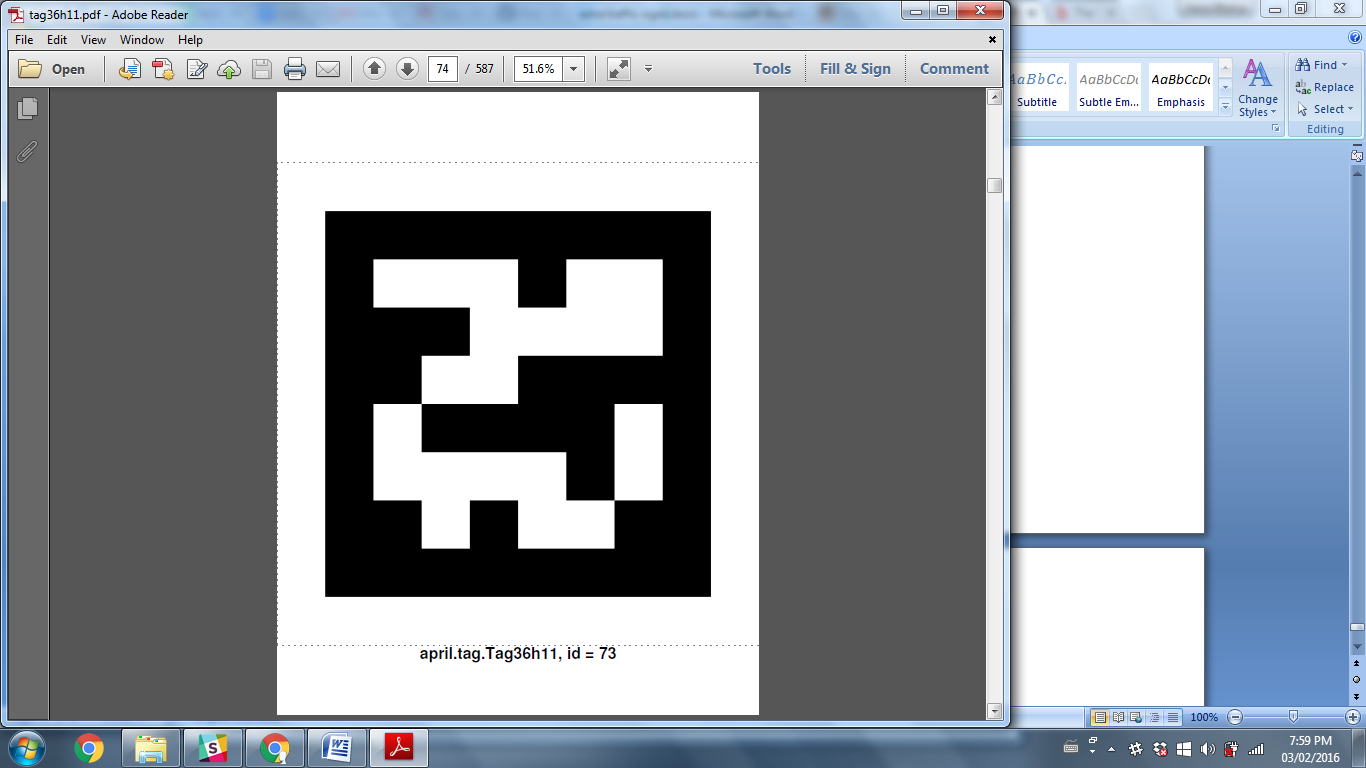 tag36h11.pdf - Adobe Reader
File Edit View Window Help
Open 74 / 587 51.6% Tools Fill & Sign Comment
AaBbCc. AaBbCcDc AaBbCcDc
Subtitle Subtle Em... Emphasis
Change Styles
Find
Replace
Select
Editing
april.tag.Tag36h11, id = 73
100%
7:59 PM
03/02/2016